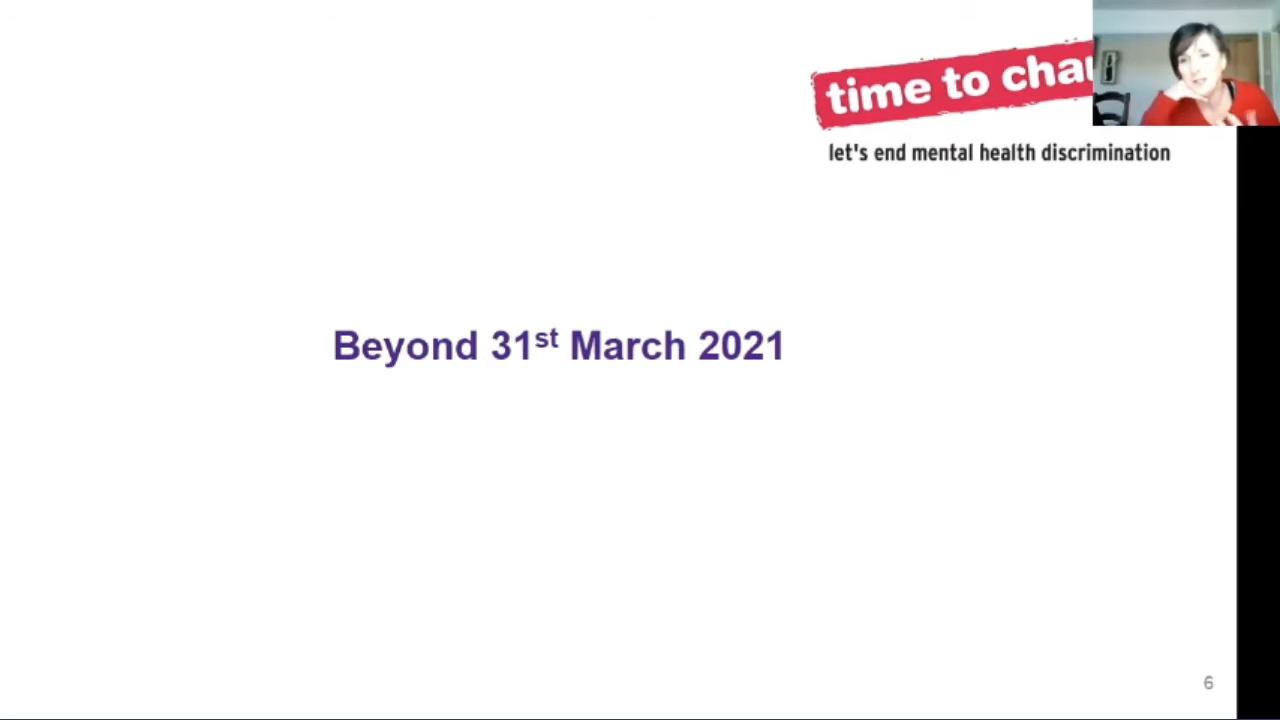 time to cha
let's end mental health discrimination
Beyond 31st March 2021
6